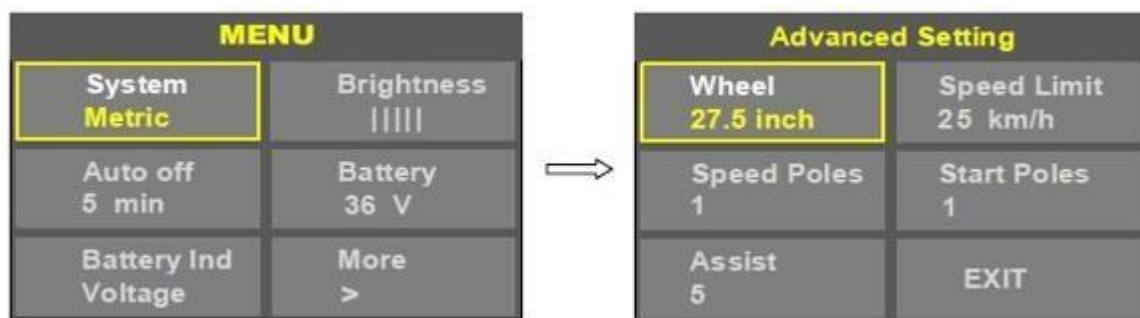 MENU
System
Metric
Brightness
|||||
Auto off
5 min
Battery
36 V
Battery Ind
Voltage
More
>
Advanced Setting
Wheel
27.5 inch
Speed Limit
25 km/h
Speed Poles
1
Start Poles
1
Assist
5
EXIT